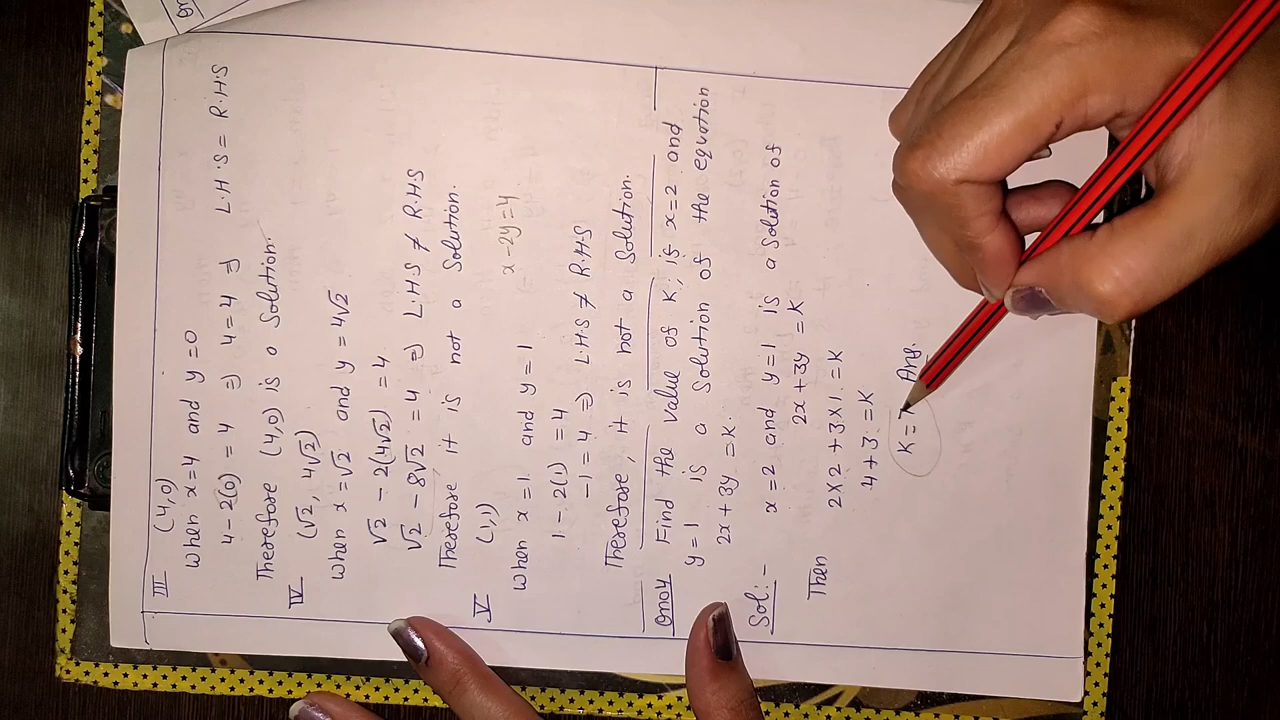 III (4,0)
when x=4 and y=0
4-2(0) = 4 ⇒ 4=4 ⇒ L.H.S = R.H.S
Therefore (4,0) is a Solution.
IV (√2, 4√2)
when x=√2 and y = 4√2
√2 - 2(4√2) = 4
√2 - 8√2 = 4 ⇒ L.H.S ≠ R.H.S
Therefore it is not a Solution.
V (1,1) x-2y=4
when x=1 and y=1
1-2(1) =4
-1=4 ⇒ L.H.S ≠ R.H.S
Therefore, it is not a Solution.
Qno4 Find the value of K, if x=2 and
y=1 is a Solution of the equation
2x+3y=k.
Sol:- x=2 and y=1 is a Solution of
2x+3y=K
Then 2X2+3X1=K
4+3=K
K=7 Ans.